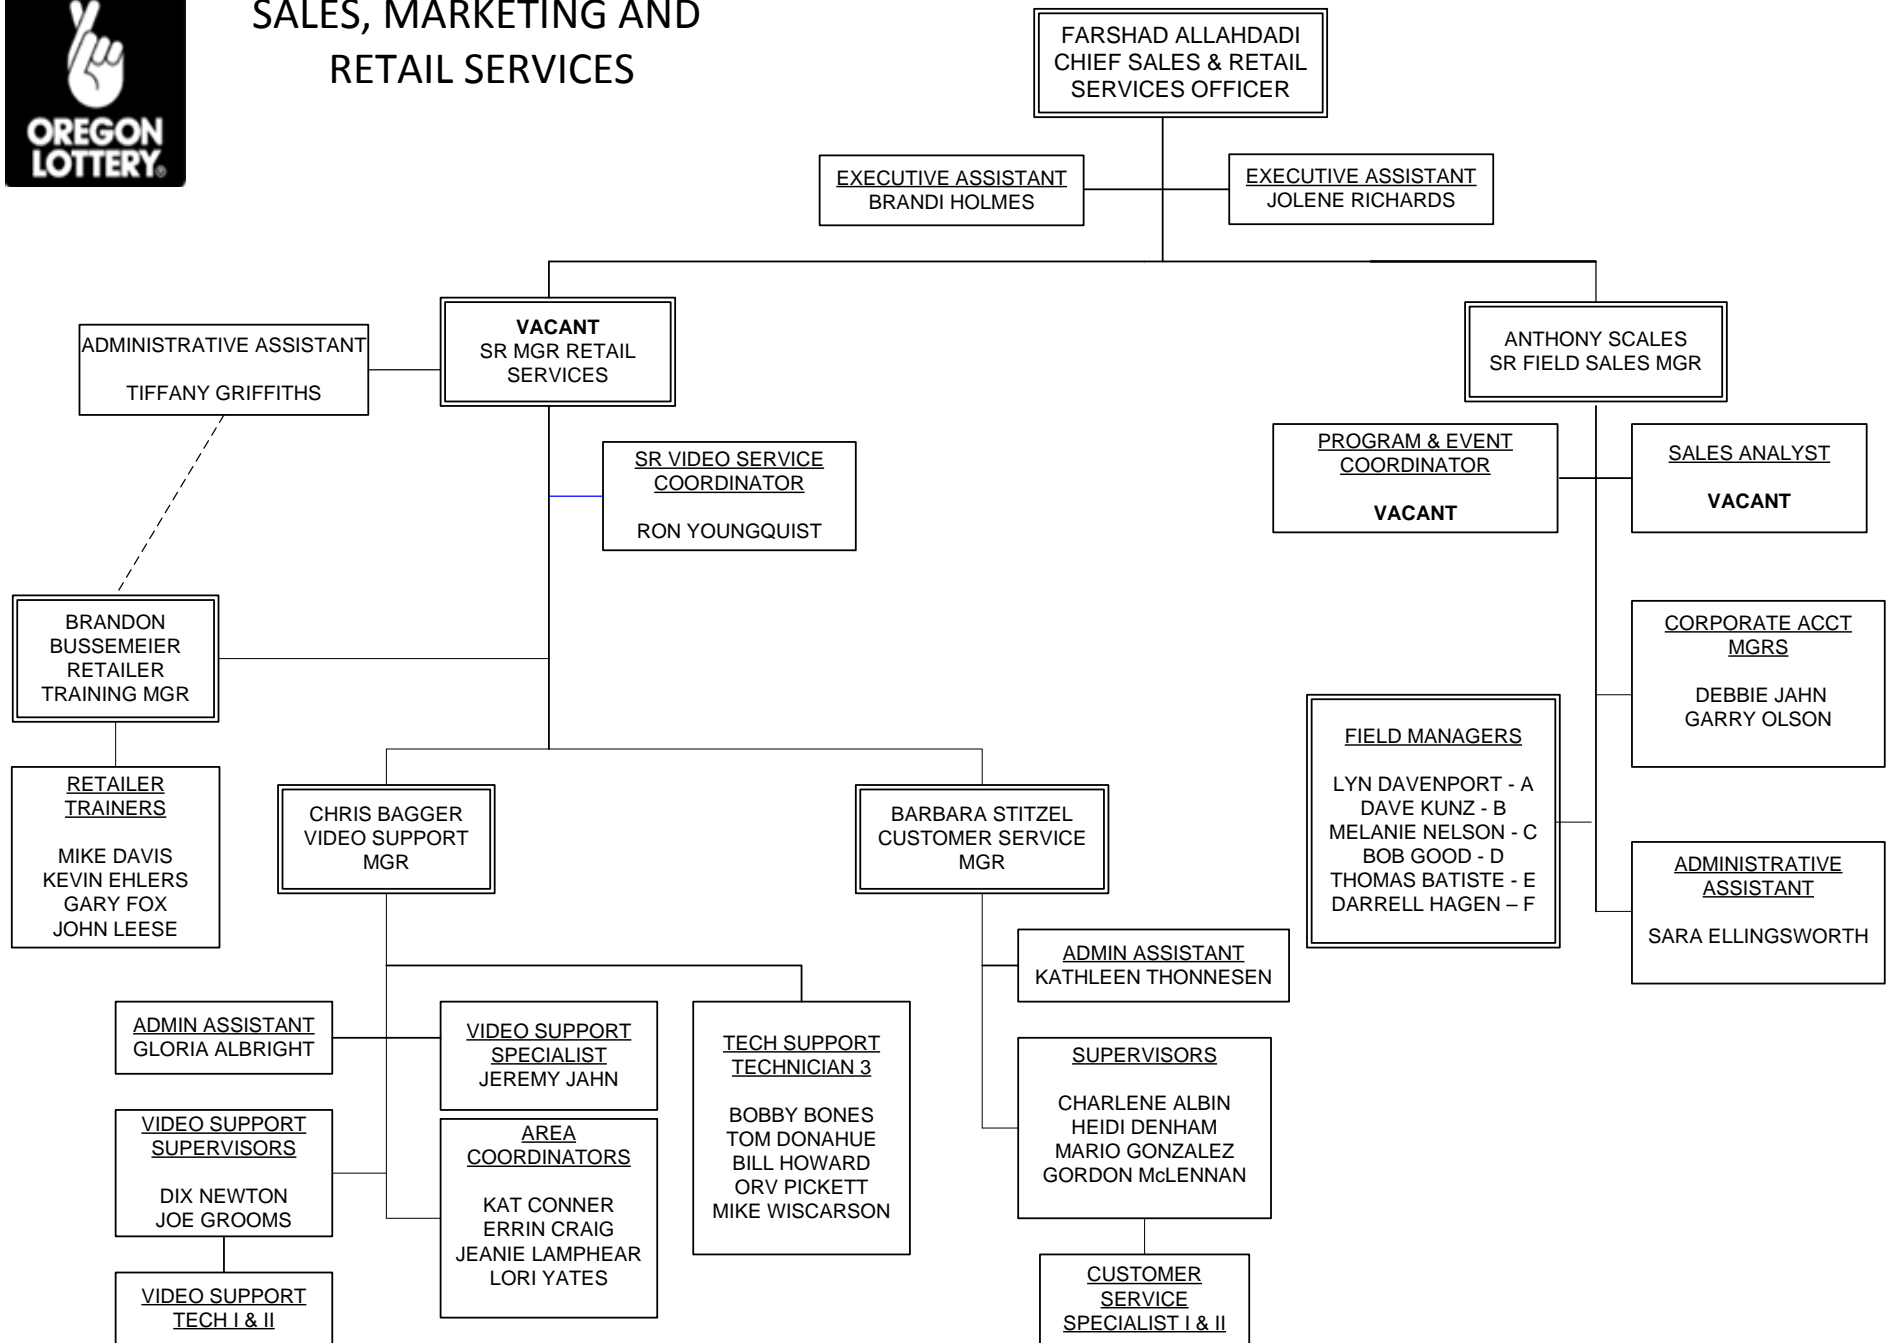 SALES, MARKETING AND
RETAIL SERVICES
OREGON
LOTTERY®
FARSHAD ALLAHDADI
CHIEF SALES & RETAIL
SERVICES OFFICER
EXECUTIVE ASSISTANT
BRANDI HOLMES
EXECUTIVE ASSISTANT
JOLENE RICHARDS
ADMINISTRATIVE ASSISTANT
TIFFANY GRIFFITHS
VACANT
SR MGR RETAIL
SERVICES
ANTHONY SCALES
SR FIELD SALES MGR
SR VIDEO SERVICE
COORDINATOR
RON YOUNGQUIST
PROGRAM & EVENT
COORDINATOR
VACANT
SALES ANALYST
VACANT
BRANDON
BUSSEMEIER
RETAILER
TRAINING MGR
CORPORATE ACCT
MGRS
DEBBIE JAHN
GARRY OLSON
FIELD MANAGERS
LYN DAVENPORT - A
DAVE KUNZ - B
MELANIE NELSON - C
BOB GOOD - D
THOMAS BATISTE - E
DARRELL HAGEN – F
RETAILER
TRAINERS
MIKE DAVIS
KEVIN EHLERS
GARY FOX
JOHN LEESE
CHRIS BAGGER
VIDEO SUPPORT
MGR
BARBARA STITZEL
CUSTOMER SERVICE
MGR
ADMINISTRATIVE
ASSISTANT
SARA ELLINGSWORTH
ADMIN ASSISTANT
KATHLEEN THONNESEN
ADMIN ASSISTANT
GLORIA ALBRIGHT
VIDEO SUPPORT
SPECIALIST
JEREMY JAHN
TECH SUPPORT
TECHNICIAN 3
BOBBY BONES
TOM DONAHUE
BILL HOWARD
ORV PICKETT
MIKE WISCARSON
SUPERVISORS
CHARLENE ALBIN
HEIDI DENHAM
MARIO GONZALEZ
GORDON McLENNAN
VIDEO SUPPORT
SUPERVISORS
DIX NEWTON
JOE GROOMS
AREA
COORDINATORS
KAT CONNER
ERRIN CRAIG
JEANIE LAMPHEAR
LORI YATES
VIDEO SUPPORT
TECH I & II
CUSTOMER
SERVICE
SPECIALIST I & II